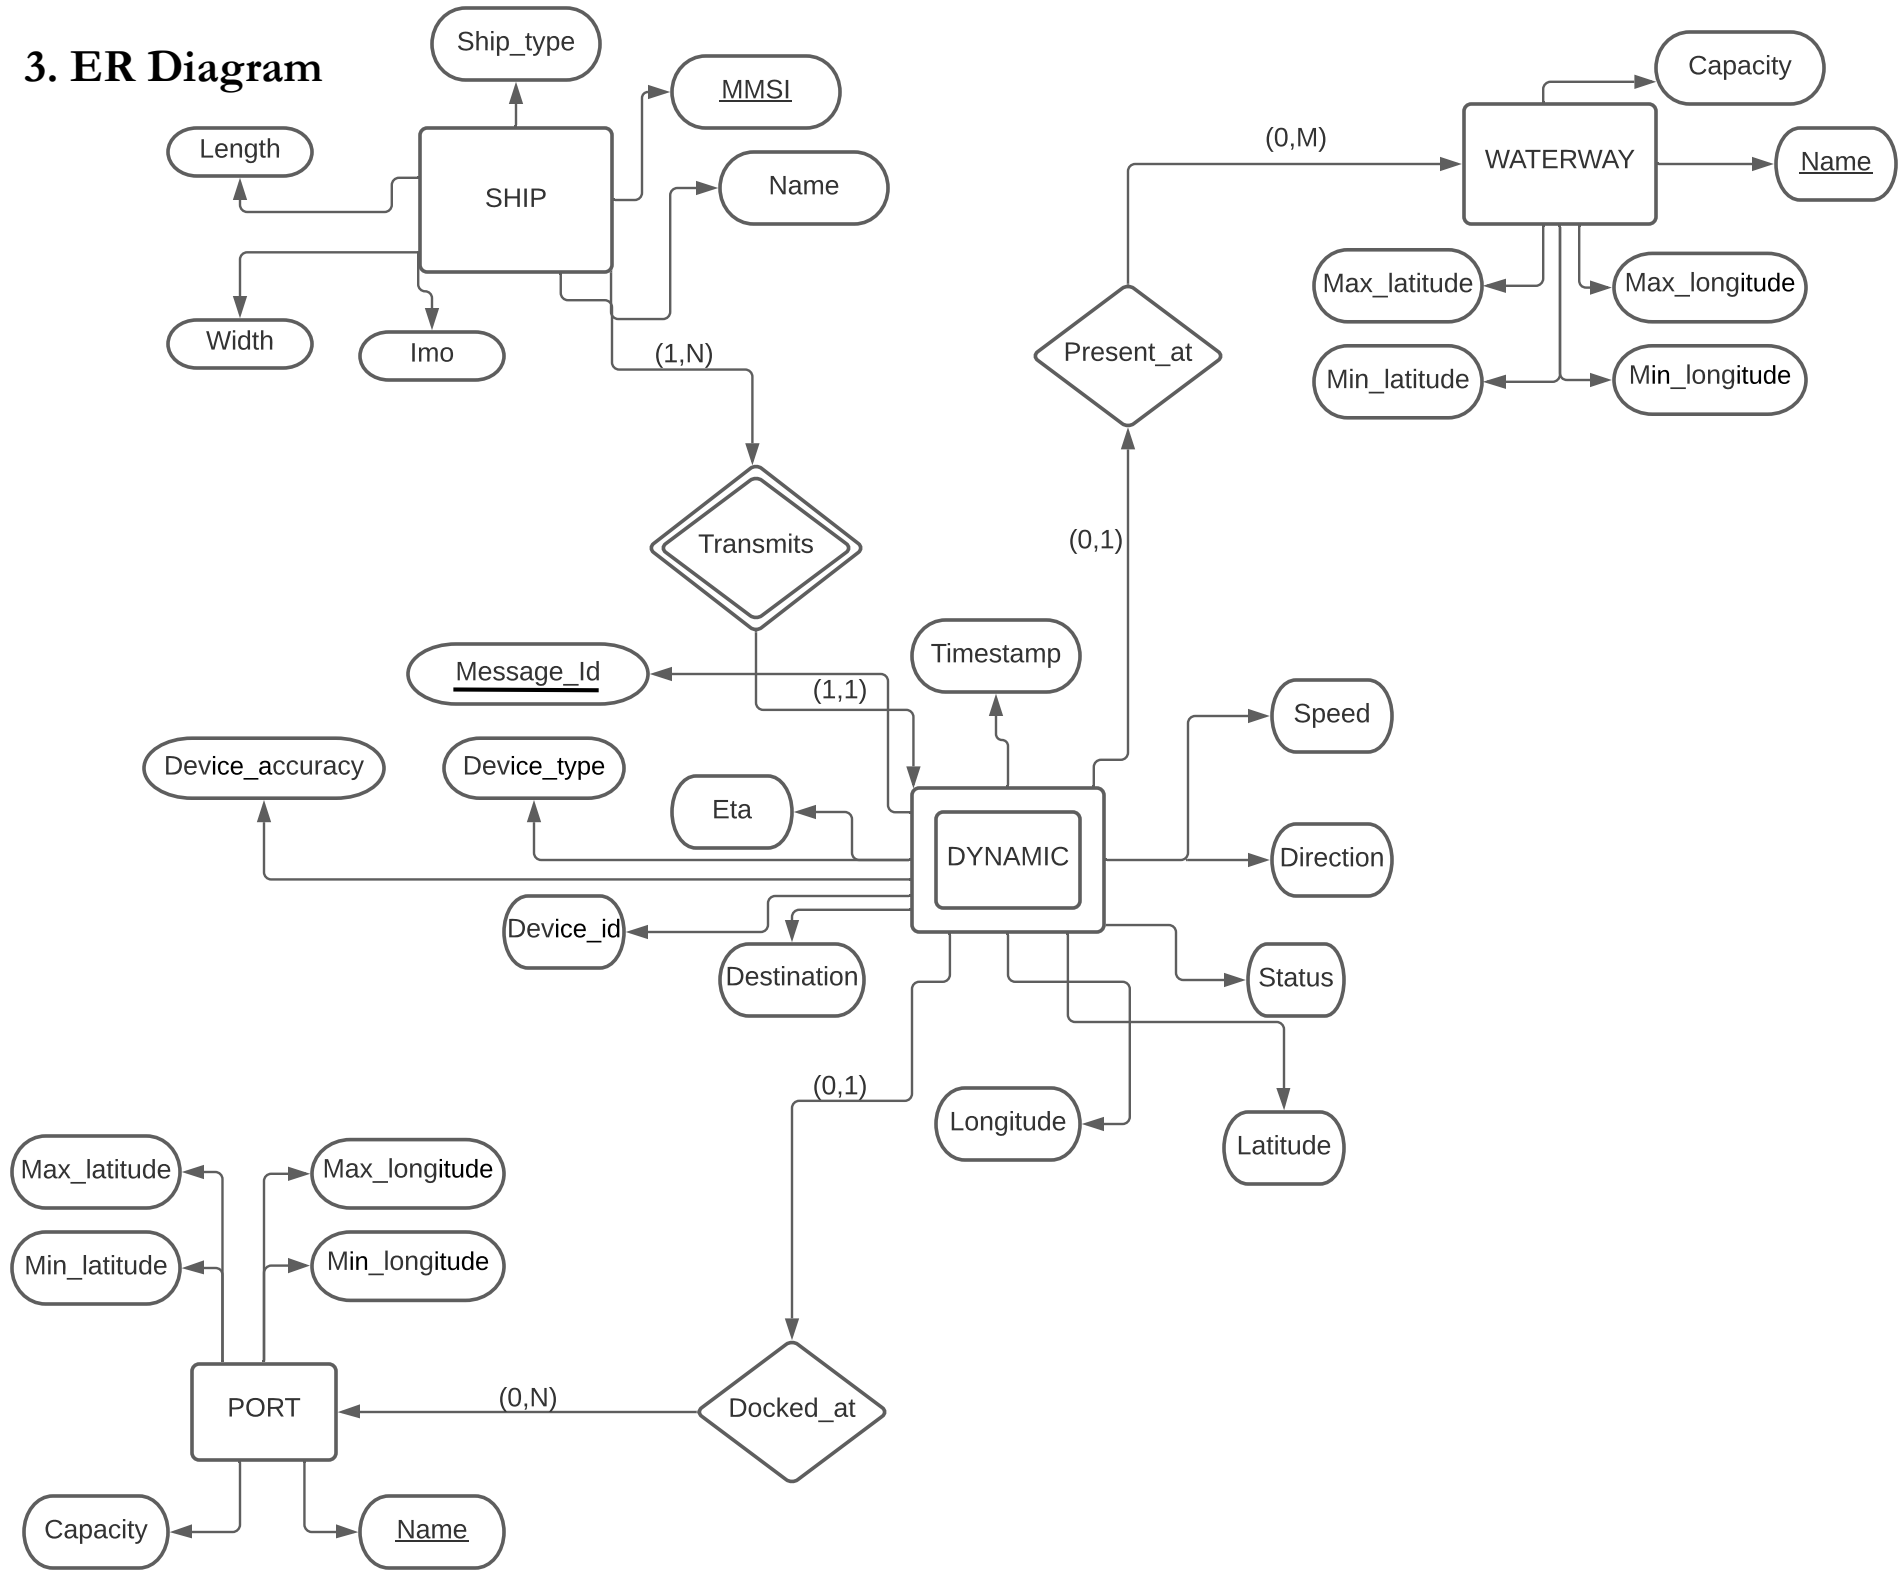 3. ER Diagram
Ship_type
MMSI
Length
SHIP
Name
Width
Imo
(1,N)
Transmits
Capacity
(0,M)
WATERWAY
Name
Max_latitude
Max_longitude
Present_at
Min_latitude
Min_longitude
(0,1)
Timestamp
Message_Id
(1,1)
Speed
Device_accuracy
Device_type
Eta
DYNAMIC
Direction
Device_id
Destination
Status
(0,1)
Longitude
Latitude
Max_latitude
Max_longitude
Min_latitude
Min_longitude
PORT
(0,N)
Docked_at
Capacity
Name